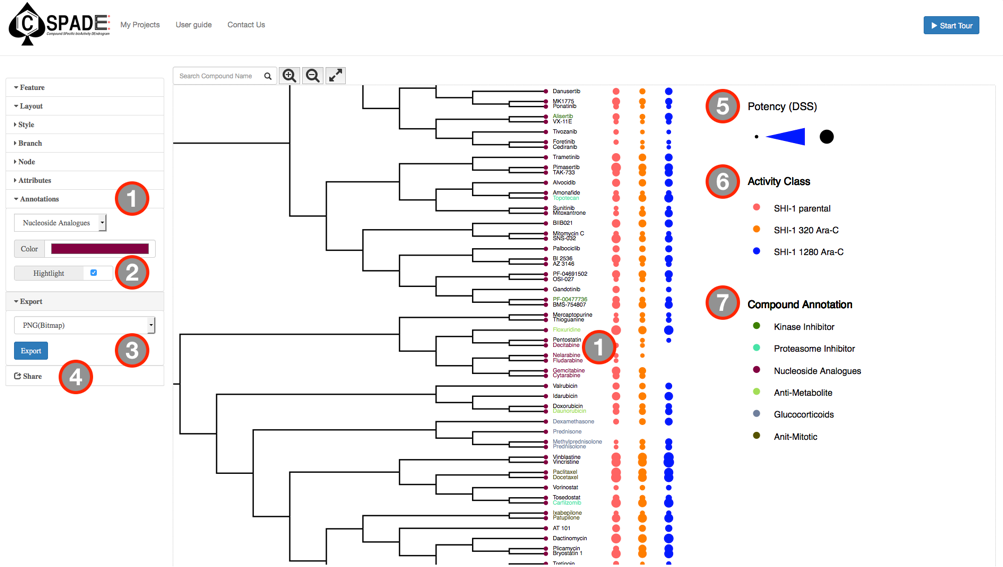 C SPADE
Compound SPecific bioActivity DEndrogram
My Projects
User guide
Contact Us
Start Tour
Feature
Layout
Style
Branch
Node
Attributes
Annotations
1
Nucleoside Analogues
Color
Hightlight
2
Export
PNG(Bitmap)
Export
3
Share
4
Search Compound Name
Danusertib
MK1775
Ponatinib
Alisertib
VX-11E
Tivozanib
Foretinib
Cediranib
Trametinib
Pimasertib
TAK-733
Alvocidib
Amonafide
Topotecan
Sunitinib
Mitoxantrone
BIIB021
Mitomycin C
SNS-032
Palbociclib
BI 2536
AZ 3146
PF-04691502
OSI-027
Gandotinib
PF-00477736
BMS-754807
Mercaptopurine
Thioguanine
Floxuridine
Pentostatin
Decitabine
1
Nelarabine
Fludarabine
Gemcitabine
Cytarabine
Valrubicin
Idarubicin
Doxorubicin
Daunorubicin
Dexamethasone
Prednisone
Methylprednisolone
Prednisolone
Vinblastine
Vincristine
Paclitaxel
Docetaxel
Vorinostat
Tosedostat
Carfilzomib
Ixabepilone
Patupilone
AT 101
Dactinomycin
Plicamycin
Bryostatin 1
Tretinoin
5
Potency (DSS)
6
Activity Class
SHI-1 parental
SHI-1 320 Ara-C
SHI-1 1280 Ara-C
7
Compound Annotation
Kinase Inhibitor
Proteasome Inhibitor
Nucleoside Analogues
Anti-Metabolite
Glucocorticoids
Anit-Mitotic